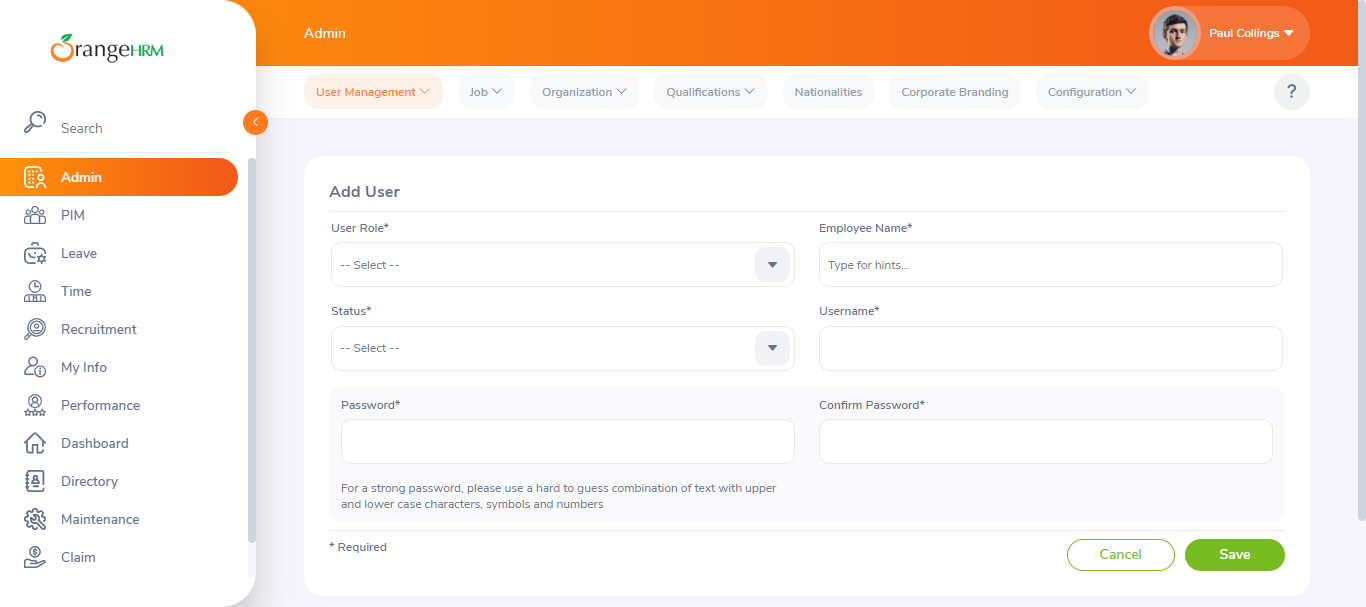 OrangeHRM
Search
Admin
PIM
Leave
Time
Recruitment
My Info
Performance
Dashboard
Directory
Maintenance
Claim
Admin
Paul Collings
User Management
Job
Organization
Qualifications
Nationalities
Corporate Branding
Configuration
?
Add User
User Role*
-- Select --
Employee Name*
Type for hints...
Status*
-- Select --
Username*
Password*
Confirm Password*
For a strong password, please use a hard to guess combination of text with upper
and lower case characters, symbols and numbers
* Required
Cancel
Save